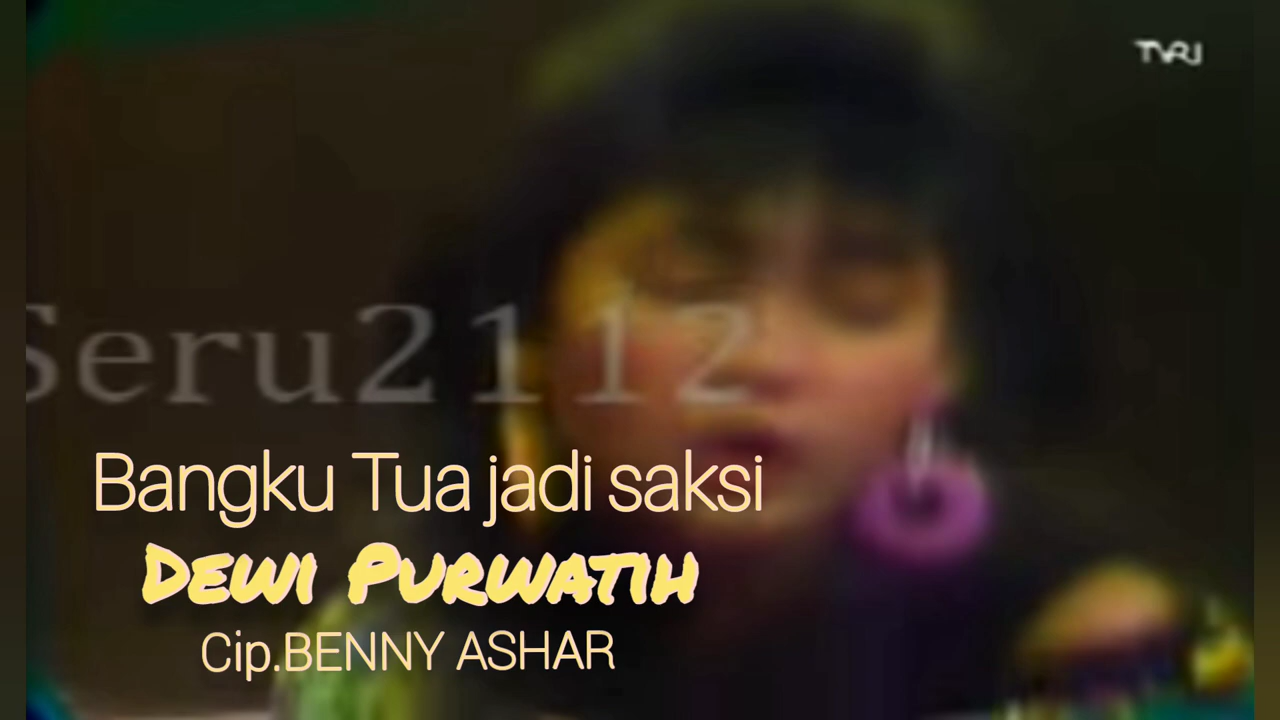 TVRI
Seru2112
Bangku Tua jadi saksi
DEWI PURWATIH
Cip.BENNY ASHAR